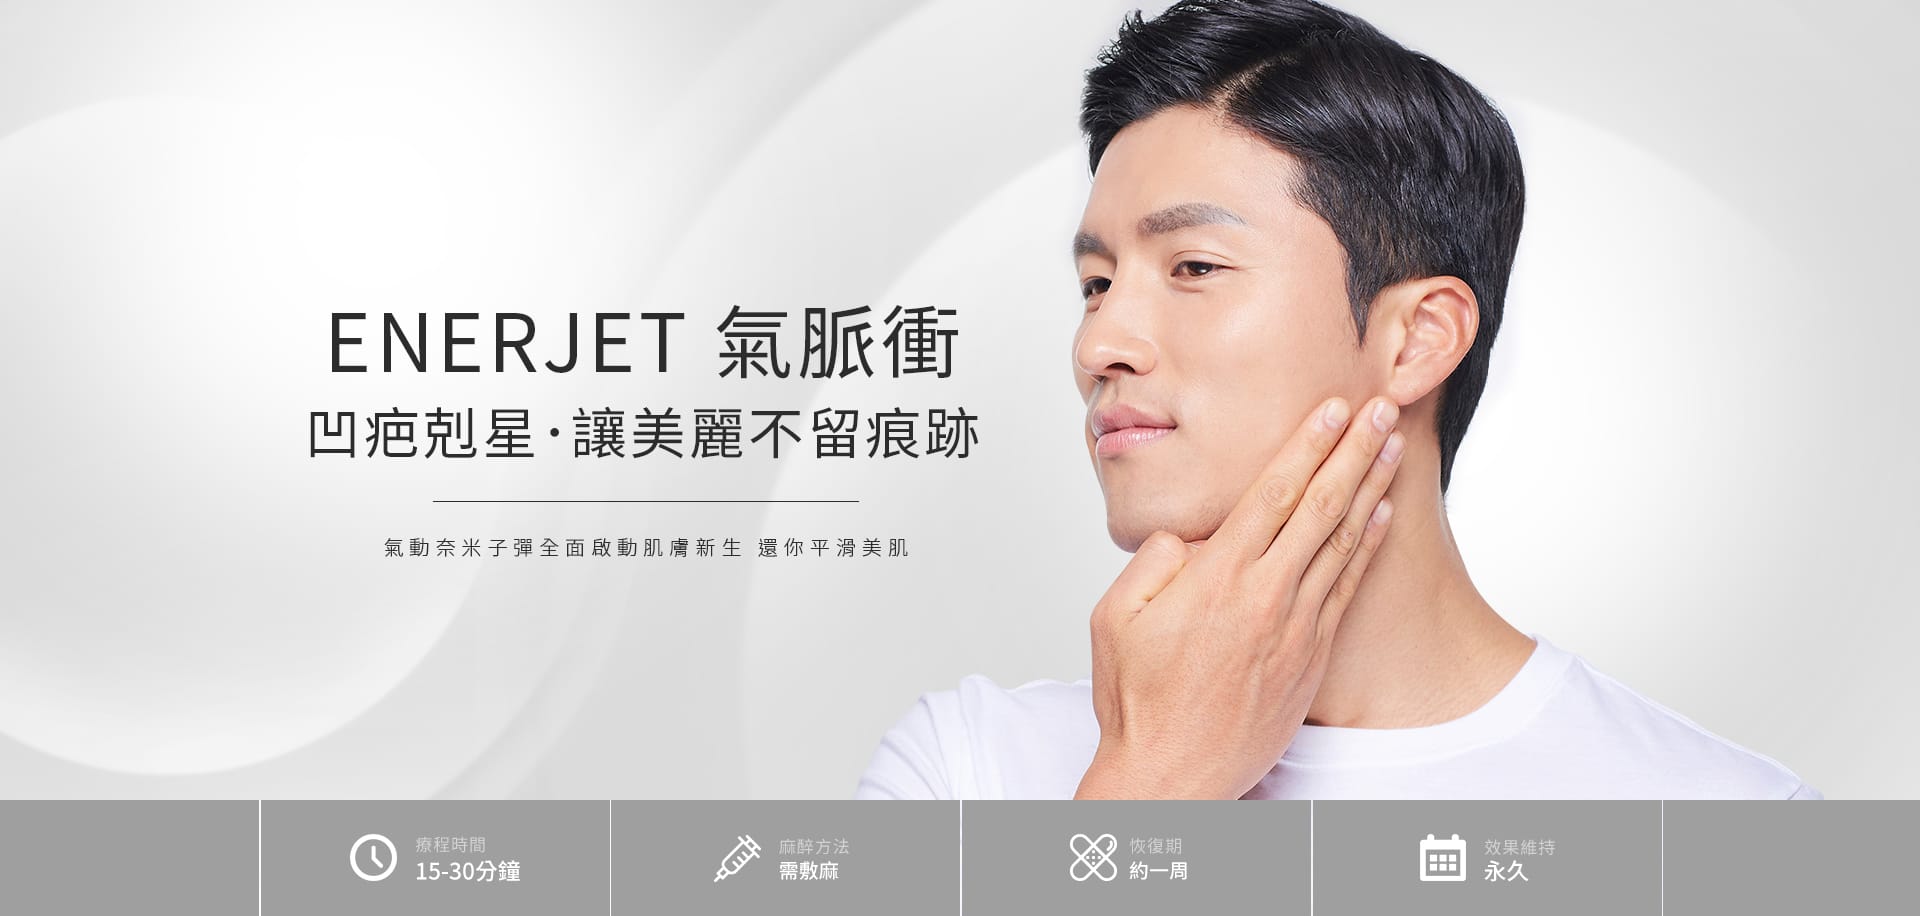 ENERJET 氣脈衝
凹疤剋星·讓美麗不留痕跡
氣動奈米子彈全面啟動肌膚新生 還你平滑美肌
療程時間
15-30分鐘
麻醉方法
需敷麻
恢復期
約一周
效果維持
永久